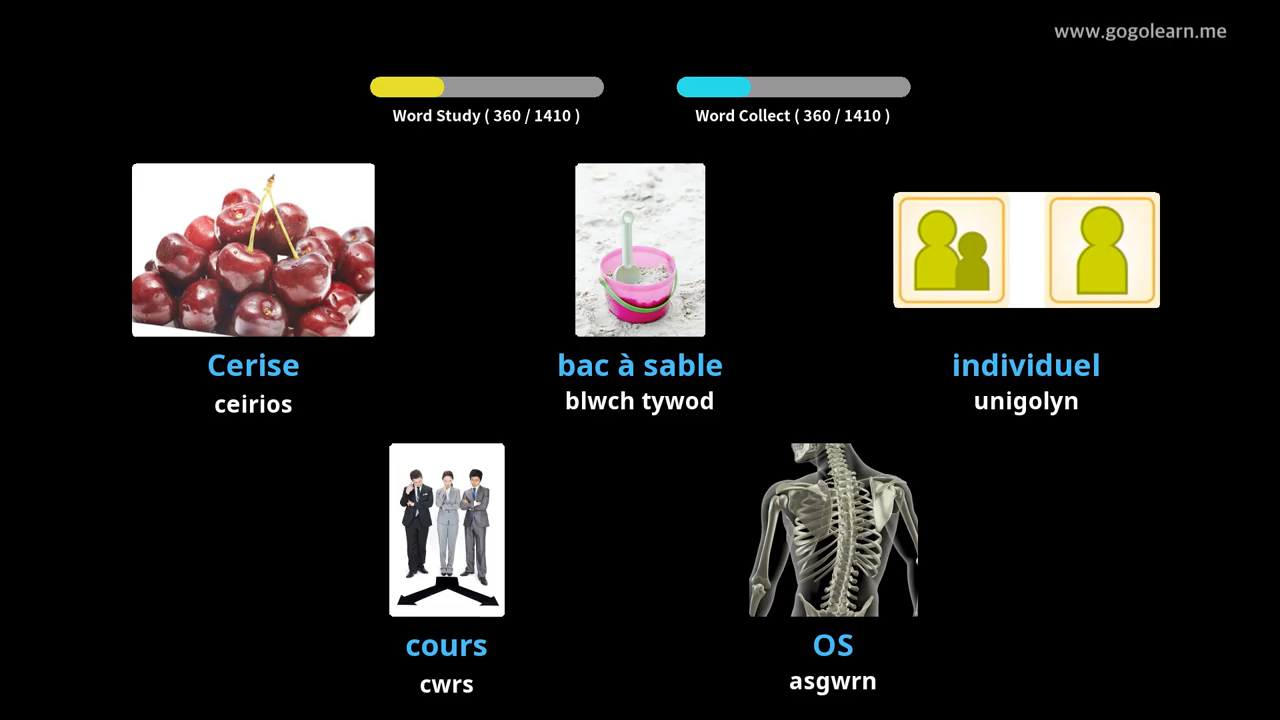 www.gogolearn.me
Word Study ( 360 / 1410 )
Word Collect ( 360 / 1410 )
Cerise
ceirios
bac à sable
blwch tywod
individuel
unigolyn
cours
cwrs
OS
asgwrn